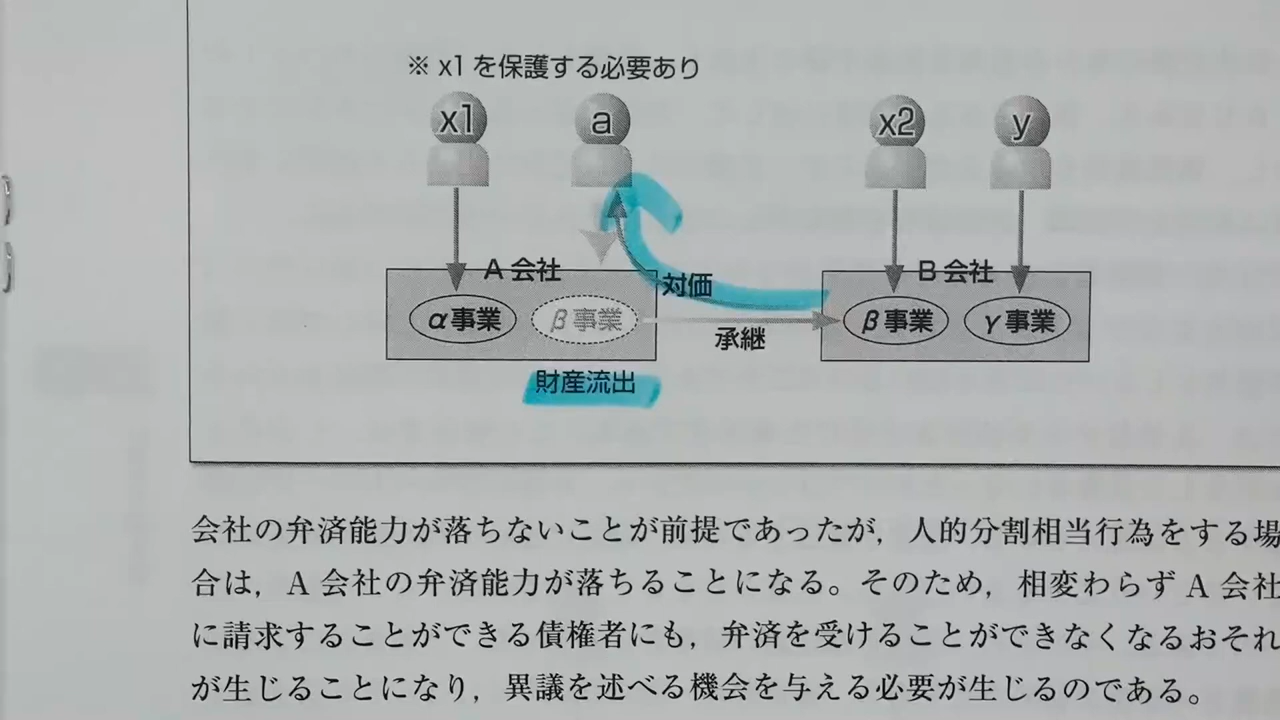 ※ x1 を保護する必要あり
x1
a
x2
y
A 会社
B 会社
対価
α事業
β事業
β事業
γ事業
承継
財産流出
会社の弁済能力が落ちないことが前提であったが，人的分割相当行為をする場
合は，A 会社の弁済能力が落ちることになる。そのため，相変わらず A 会社
に請求することができる債権者にも，弁済を受けることができなくなるおそれ
が生じることになり，異議を述べる機会を与える必要が生じるのである。